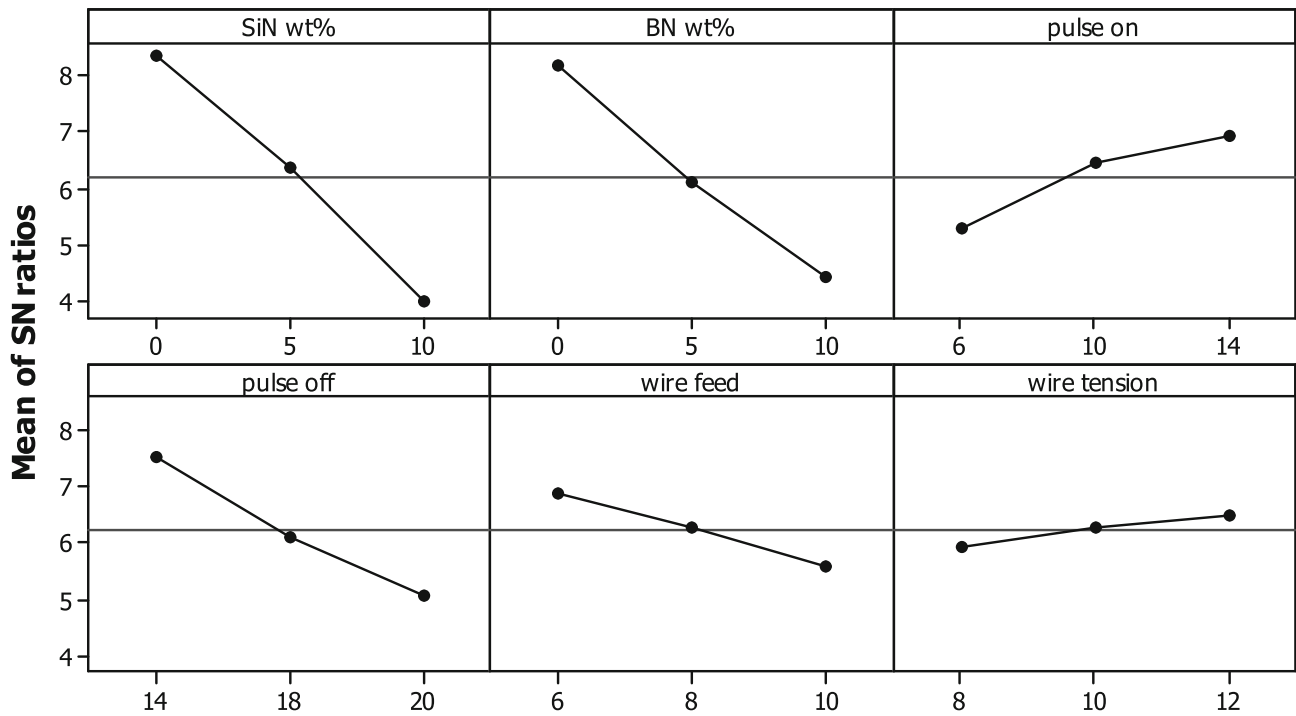 SiN wt% BN wt% pulse on
8
7
6
5
4
0 5 10 0 5 10 6 10 14
pulse off wire feed wire tension
8
7
6
5
4
14 18 20 6 8 10 8 10 12
Mean of SN ratios